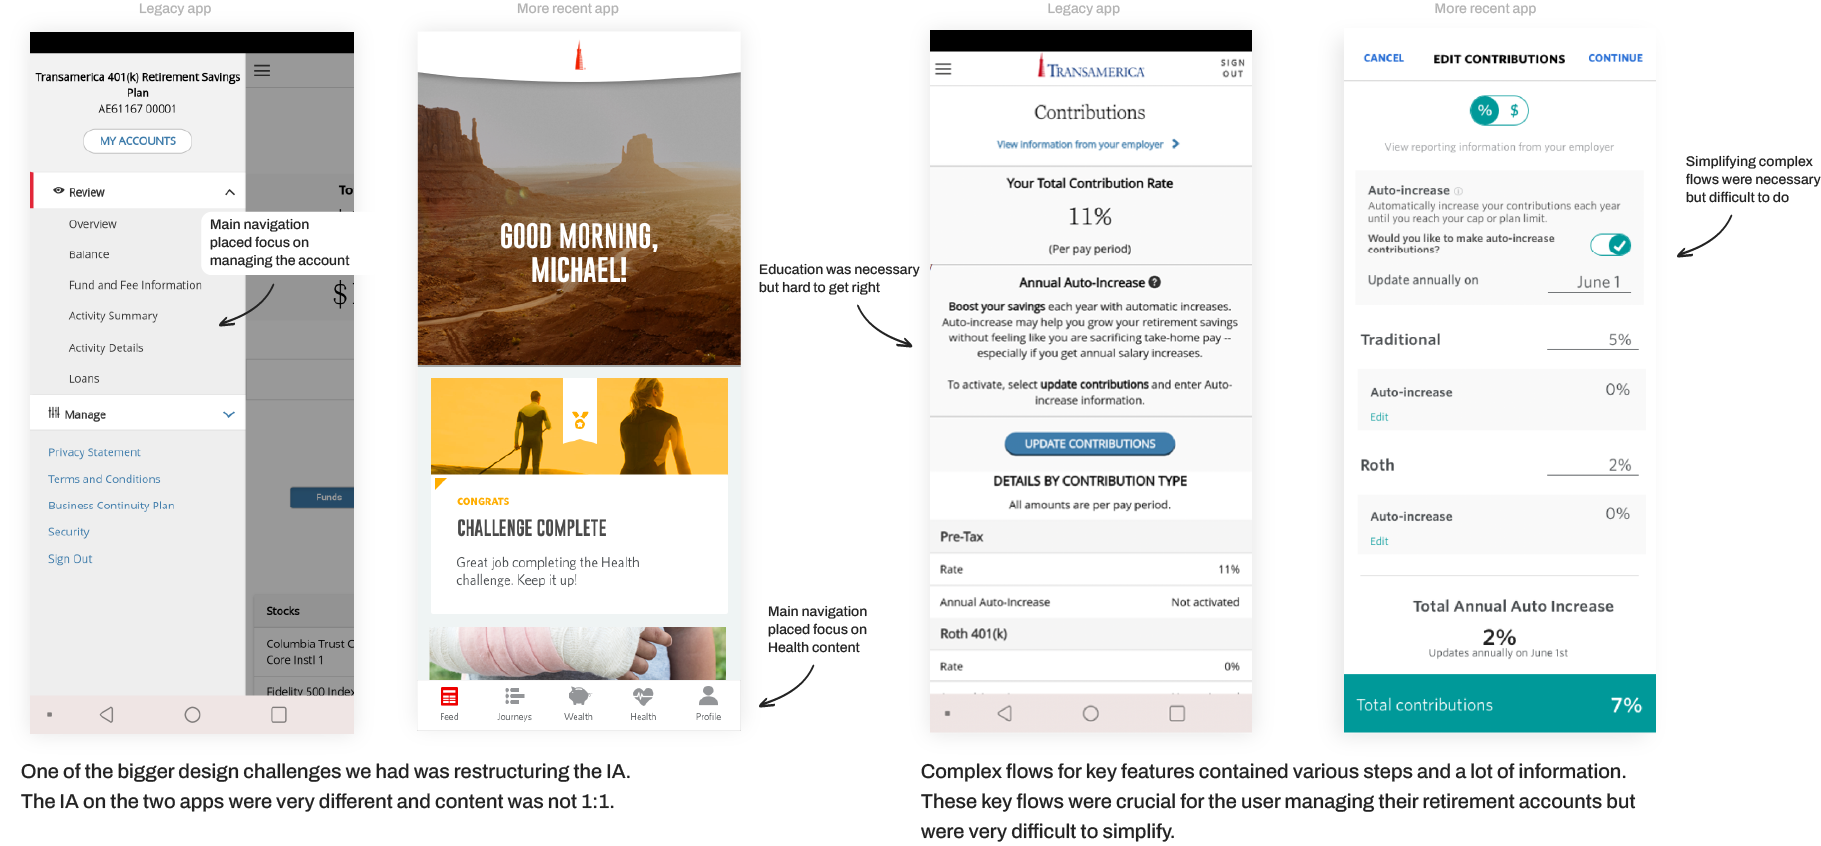 Legacy app
Transamerica 401(k) Retirement Savings
Plan
AE61167 00001
MY ACCOUNTS
Review
Overview
Balance
Fund and Fee Information
Activity Summary
Activity Details
Loans
Manage
Privacy Statement
Terms and Conditions
Business Continuity Plan
Security
Sign Out
To
$
Funds
Stocks
Columbia Trust C
Core Instl 1
Fidelity 500 Index
Main navigation
placed focus on
managing the account
More recent app
GOOD MORNING,
MICHAEL!
CONGRATS
CHALLENGE COMPLETE
Great job completing the Health
challenge. Keep it up!
Feed
Journeys
Wealth
Health
Profile
Main navigation
placed focus on
Health content
One of the bigger design challenges we had was restructuring the IA.
The IA on the two apps were very different and content was not 1:1.
Education was necessary
but hard to get right
Legacy app
TRANSAMERICA
SIGN
OUT
Contributions
View information from your employer
Your Total Contribution Rate
11%
(Per pay period)
Annual Auto-Increase
Boost your savings each year with automatic increases.
Auto-increase may help you grow your retirement savings
without feeling like you are sacrificing take-home pay --
especially if you get annual salary increases.
To activate, select update contributions and enter Auto-
increase information.
UPDATE CONTRIBUTIONS
DETAILS BY CONTRIBUTION TYPE
All amounts are per pay period.
Pre-Tax
Rate 11%
Annual Auto-Increase Not activated
Roth 401(k)
Rate 0%
More recent app
CANCEL EDIT CONTRIBUTIONS CONTINUE
% $
View reporting information from your employer
Auto-increase
Automatically increase your contributions each year
until you reach your cap or plan limit.
Would you like to make auto-increase
contributions?
Update annually on June 1
Traditional 5%
Auto-increase 0%
Edit
Roth 2%
Auto-increase 0%
Edit
Total Annual Auto Increase
2%
Updates annually on June 1st
Total contributions 7%
Simplifying complex
flows were necessary
but difficult to do
Complex flows for key features contained various steps and a lot of information.
These key flows were crucial for the user managing their retirement accounts but
were very difficult to simplify.